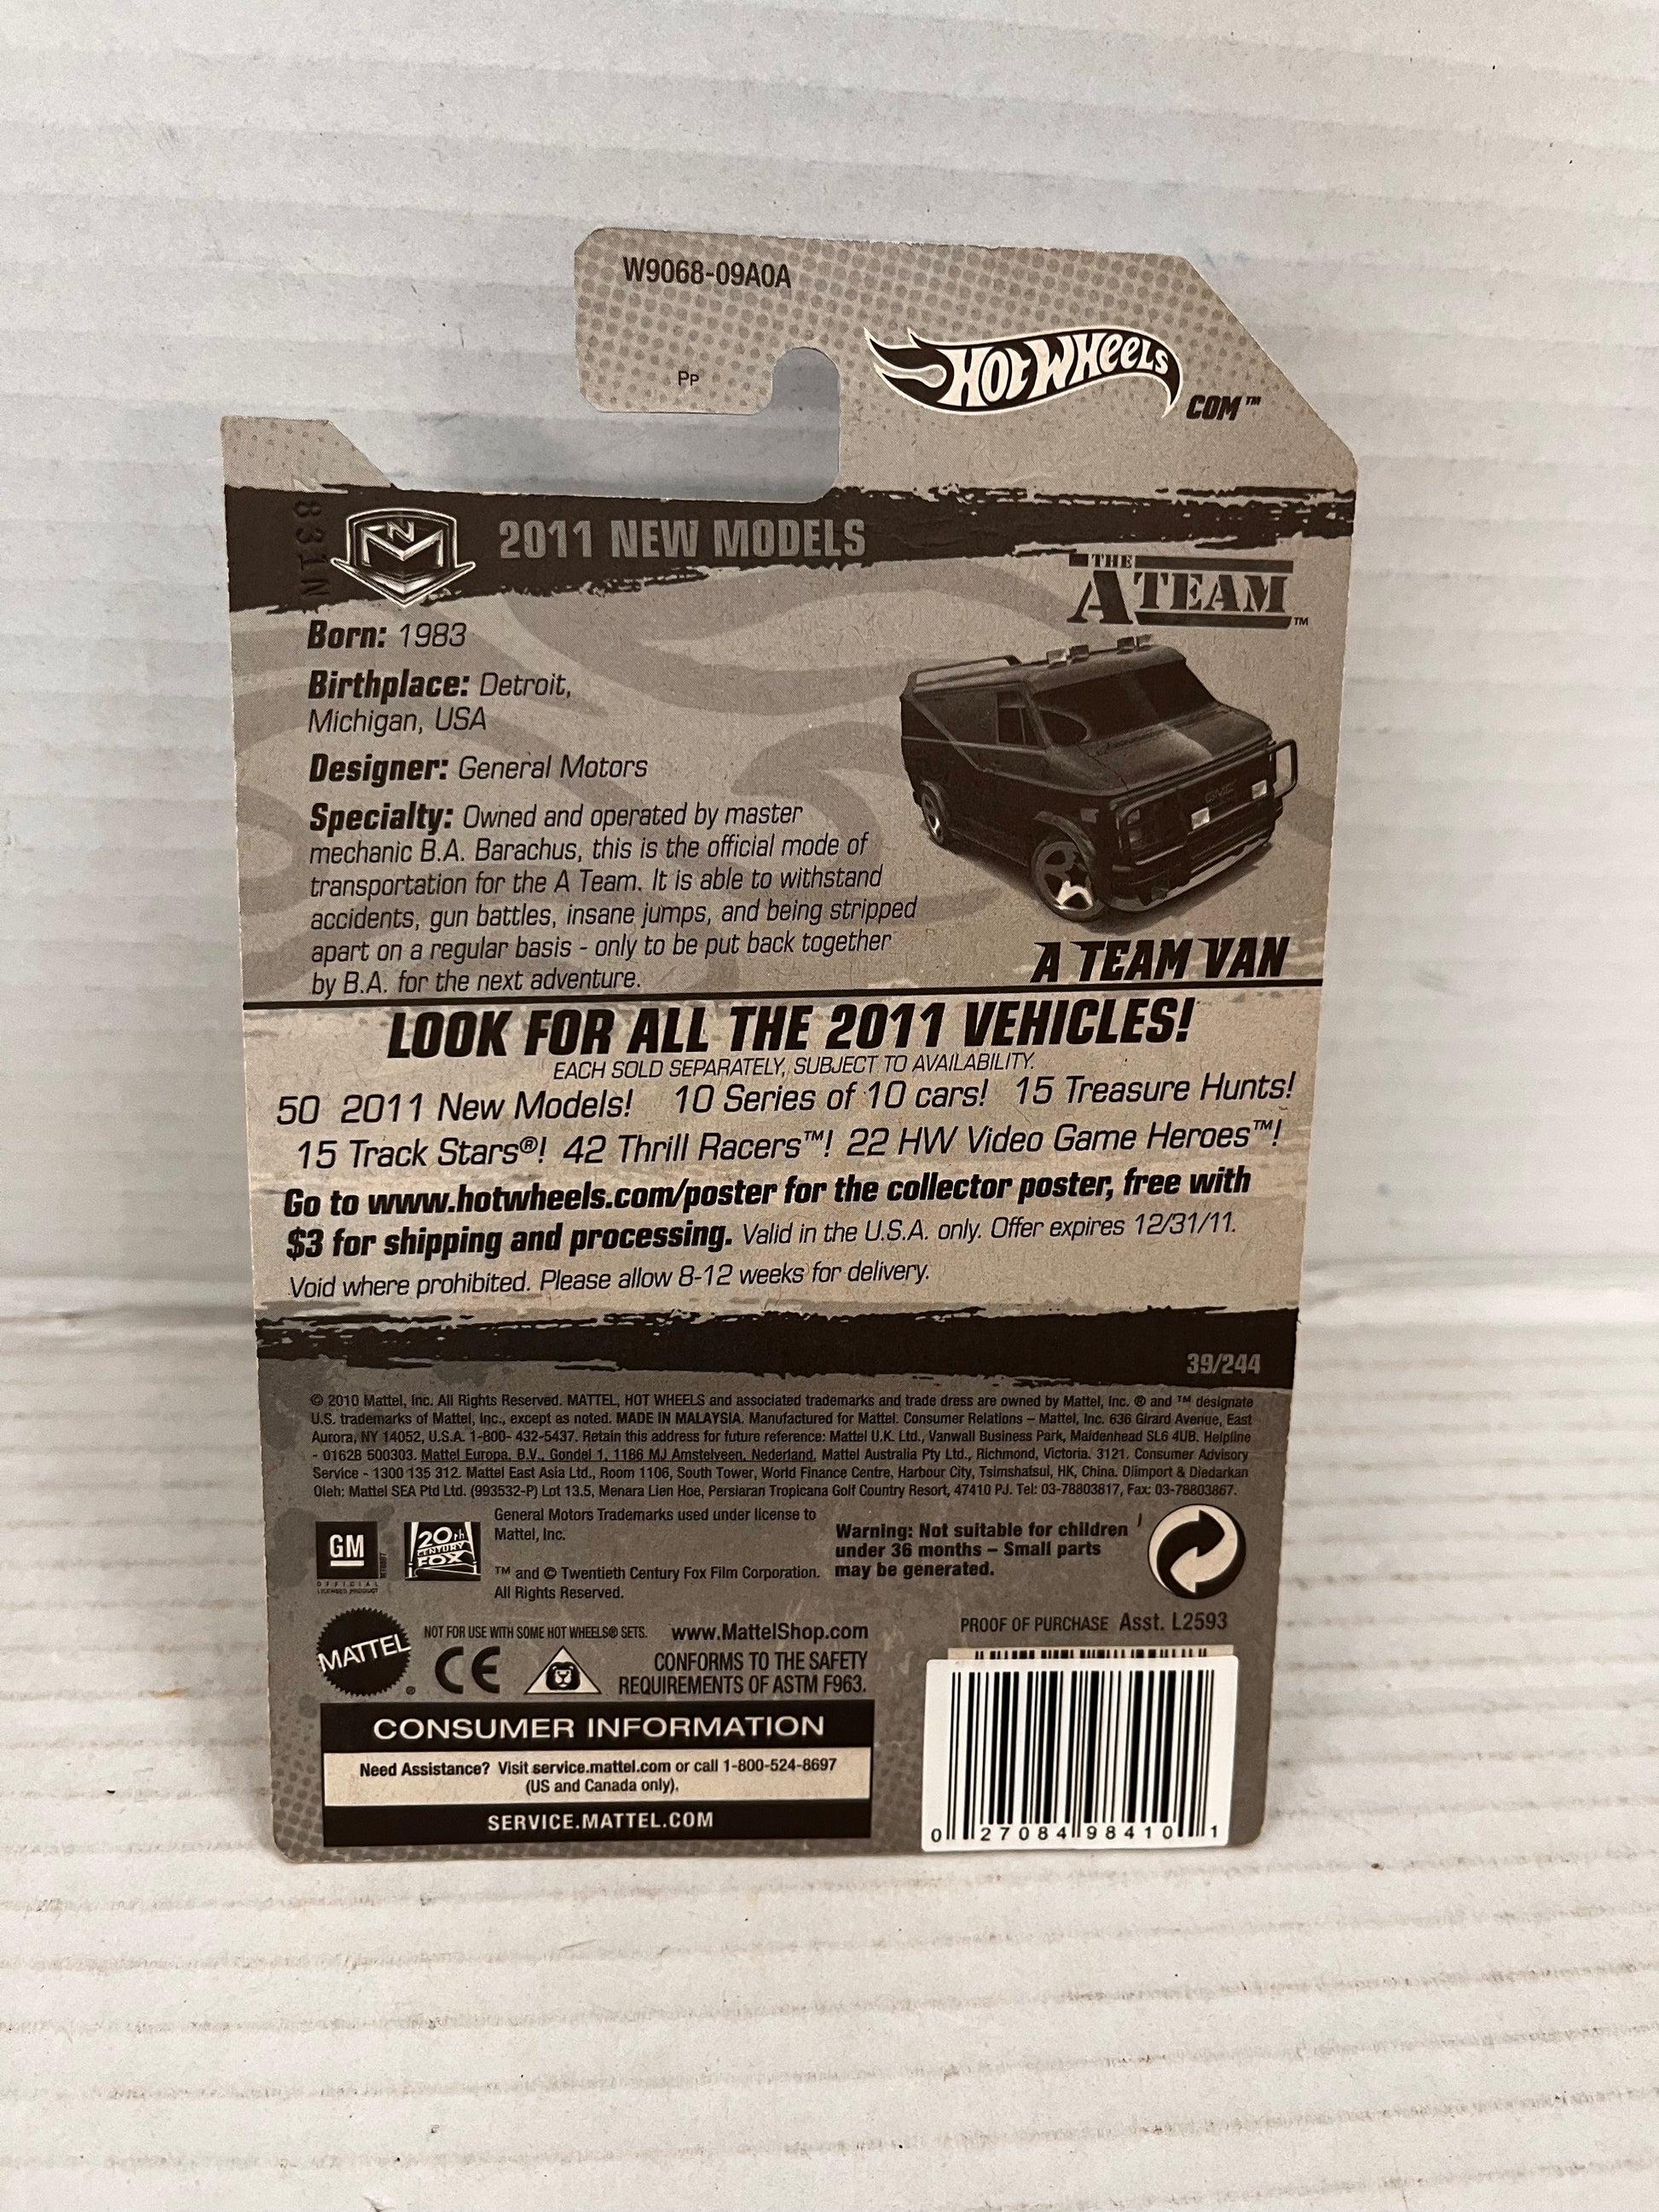 W9068-09A0A
Pp
HOT WHEELS
COM™
831N
2011 NEW MODELS
THE
A TEAM™
Born: 1983
Birthplace: Detroit,
Michigan, USA
Designer: General Motors
Specialty: Owned and operated by master
mechanic B.A. Barachus, this is the official mode of
transportation for the A Team. It is able to withstand
accidents, gun battles, insane jumps, and being stripped
apart on a regular basis - only to be put back together
by B.A. for the next adventure.
GMC
A TEAM VAN
LOOK FOR ALL THE 2011 VEHICLES!
EACH SOLD SEPARATELY, SUBJECT TO AVAILABILITY.
50 2011 New Models! 10 Series of 10 cars! 15 Treasure Hunts!
15 Track Stars®! 42 Thrill Racers™! 22 HW Video Game Heroes™!
Go to www.hotwheels.com/poster for the collector poster, free with
$3 for shipping and processing. Valid in the U.S.A. only. Offer expires 12/31/11.
Void where prohibited. Please allow 8-12 weeks for delivery.
39/244
© 2010 Mattel, Inc. All Rights Reserved. MATTEL, HOT WHEELS and associated trademarks and trade dress are owned by Mattel, Inc. ® and ™ designate
U.S. trademarks of Mattel, Inc., except as noted. MADE IN MALAYSIA. Manufactured for Mattel. Consumer Relations – Mattel, Inc. 636 Girard Avenue, East
Aurora, NY 14052, U.S.A. 1-800- 432-5437. Retain this address for future reference: Mattel U.K. Ltd., Vanwall Business Park, Maidenhead SL6 4UB. Helpline
- 01628 500303. Mattel Europa, B.V., Gondel 1, 1186 MJ Amstelveen, Nederland. Mattel Australia Pty Ltd., Richmond, Victoria. 3121. Consumer Advisory
Service - 1300 135 312. Mattel East Asia Ltd., Room 1106, South Tower, World Finance Centre, Harbour City, Tsimshatsui, HK, China. Diimport & Diedarkan
Oleh: Mattel SEA Ptd Ltd. (993532-P) Lot 13.5, Menara Lien Hoe, Persiaran Tropicana Golf Country Resort, 47410 PJ. Tel: 03-78803817, Fax: 03-78803867.
GM
OFFICIAL
LICENSED PRODUCT
20th
CENTURY
FOX
General Motors Trademarks used under license to
Mattel, Inc.
™ and © Twentieth Century Fox Film Corporation.
All Rights Reserved.
Warning: Not suitable for children
under 36 months – Small parts
may be generated.
MATTEL®
NOT FOR USE WITH SOME HOT WHEELS® SETS. www.MattelShop.com
CE
CONFORMS TO THE SAFETY
REQUIREMENTS OF ASTM F963.
PROOF OF PURCHASE Asst. L2593
CONSUMER INFORMATION
Need Assistance? Visit service.mattel.com or call 1-800-524-8697
(US and Canada only).
SERVICE.MATTEL.COM
0 27084 98410 1